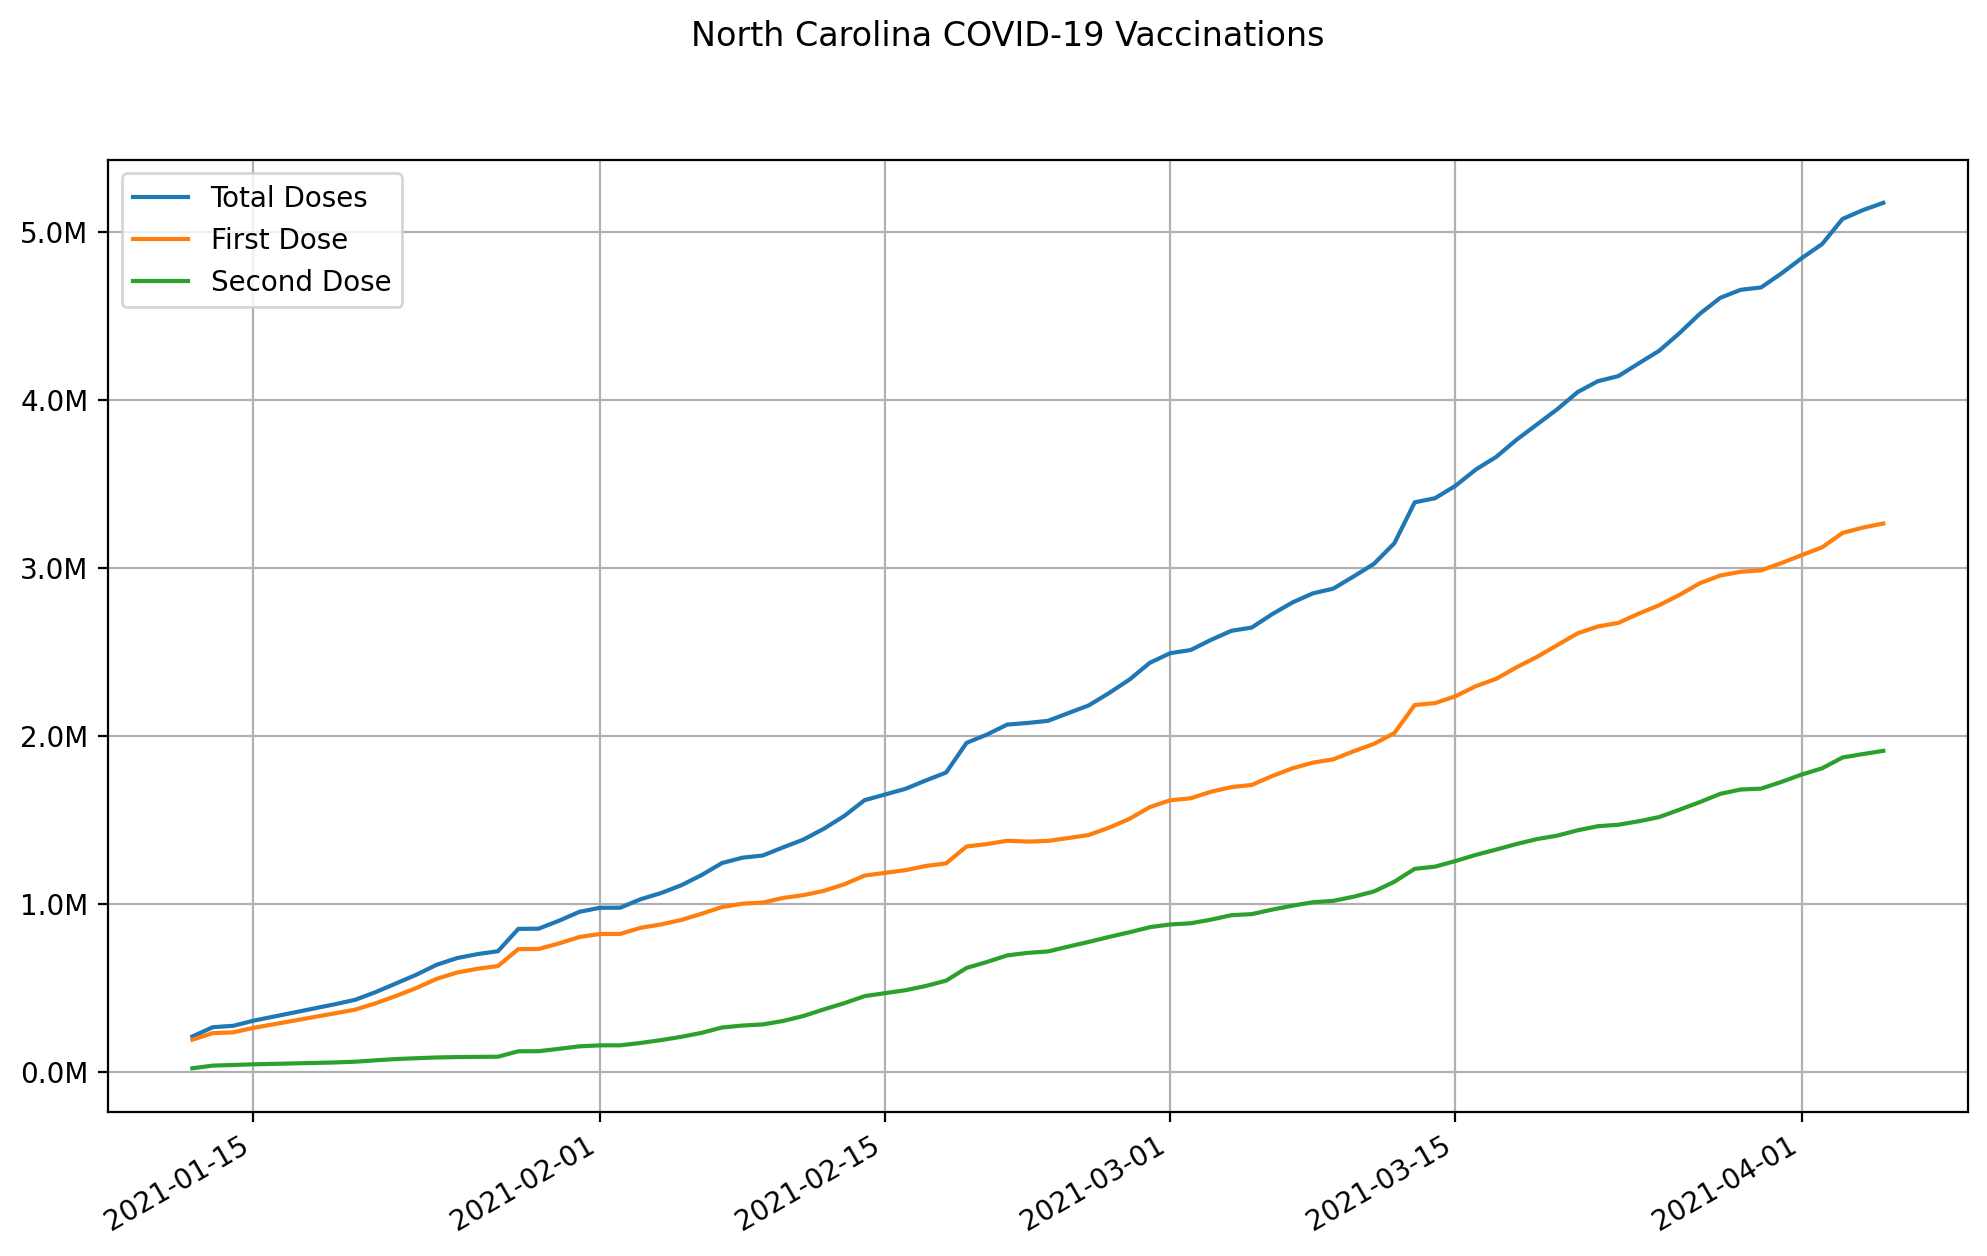 North Carolina COVID-19 Vaccinations
Total Doses
First Dose
Second Dose
5.0M
4.0M
3.0M
2.0M
1.0M
0.0M
2021-01-15
2021-02-01
2021-02-15
2021-03-01
2021-03-15
2021-04-01